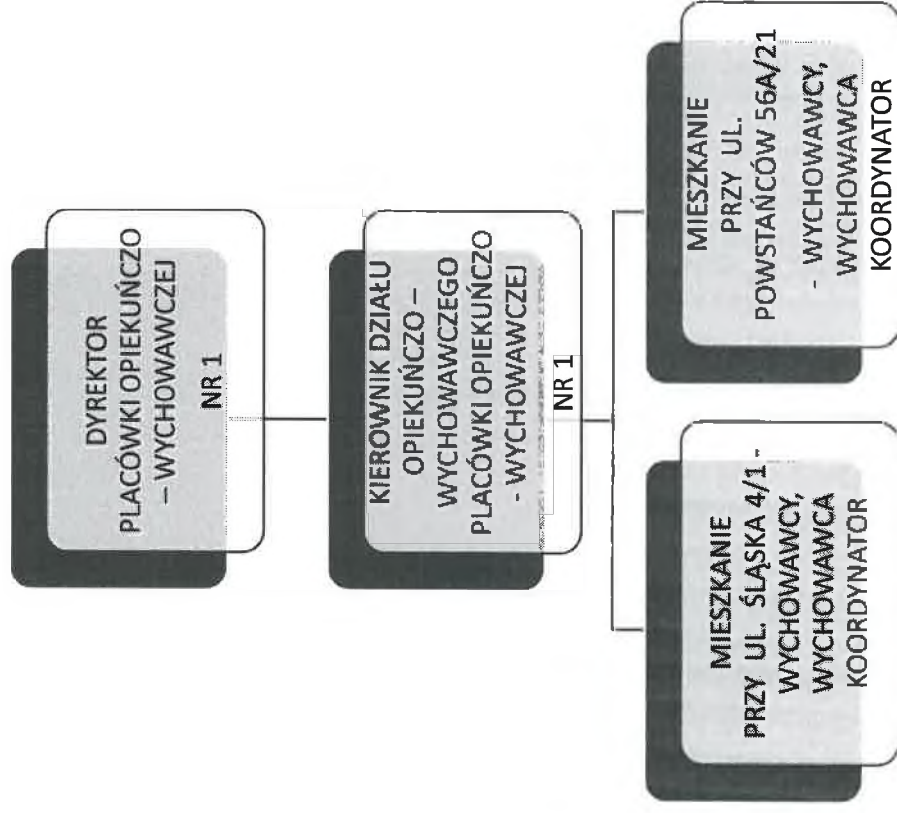 DYREKTOR
PLACÓWKI OPIEKUŃCZO
– WYCHOWAWCZEJ
NR 1
KIEROWNIK DZIAŁU
OPIEKUŃCZO –
WYCHOWAWCZEGO
PLACÓWKI OPIEKUŃCZO
- WYCHOWAWCZEJ
NR 1
MIESZKANIE
PRZY UL. ŚLĄSKA 4/1 -
WYCHOWAWCY,
WYCHOWAWCA
KOORDYNATOR
MIESZKANIE
PRZY UL.
POWSTAŃCÓW 56A/21
- WYCHOWAWCY,
WYCHOWAWCA
KOORDYNATOR